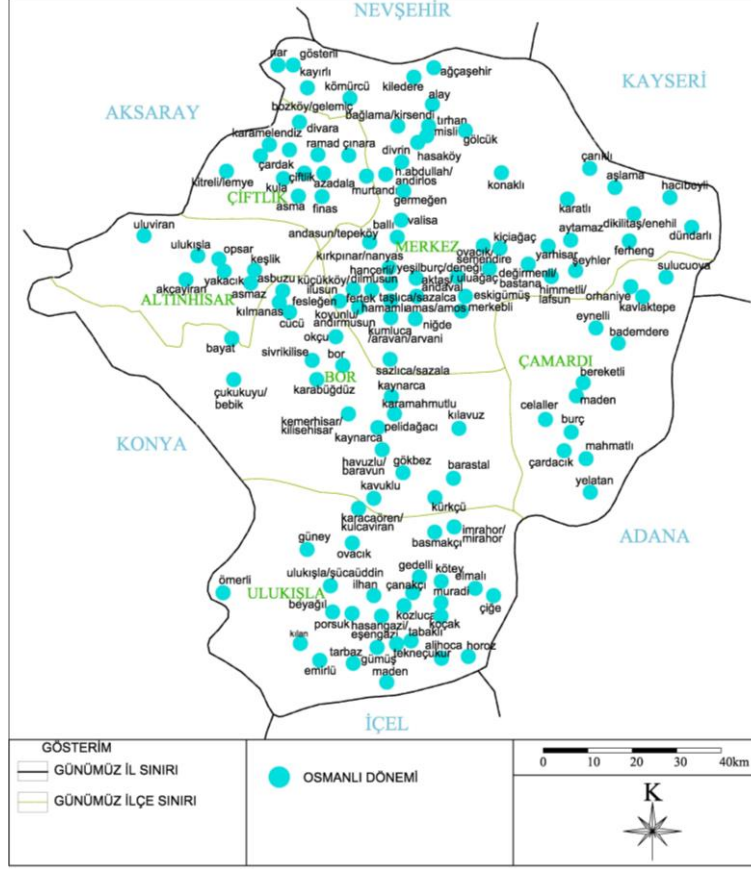 NEVŞEHİR
nar
gösterli
kayırlı
ağçaşehir
kiledere
KAYSERİ
kömürcü
alay
bozköy/gelemiç
bağlama/kirsendi
AKSARAY
divara
tırhan
misli
gölcük
karamelendiz
ramad
çınara
divrin
hasaköy
çardak
h.abdullah/
andırlos
kitreli/lemye
kula
çiftlik
azadala
murtandı
konaklı
çarıklı
aşlama
hacıbeyli
ÇİFTLİK
asma
finas
germeğen
karatlı
dikilitaş/enehil
ballı
valisa
uluviran
andasun/tepeköy
MERKEZ
kiçiağaç
aytamaz
dündarlı
ulukışla
opsar
kırkpınar/nanyas
ovacık/
semendire
yarhisar
ferheng
keşlik
hançerli/
yeşilburç/deneği
değirmenli/
bastana
şeyhler
sulucuova
akçaviran
yakacık
asbuzu
küçükköy/
dirmusun
aktaş/
andaval
uluağaç
himmetli/
lafsun
ALTINHİSAR
asmaz
ilusun
fertek
taşlıca/sazalca
eskigümüş
orhaniye
kavlaktepe
fesleğen
kılmanas
koyunlu/
andırmusun
hamamlamas/amos
merkebli
eynelli
cücü
kumluca
/aravan/arvani
niğde
bademdere
bayat
okçu
sivrikilise
bor
ÇAMARDI
BOR
sazlıca/sazala
bereketli
çukukuyu/
bebik
karabüğdüz
kaynarca
maden
karamahmutlu
celaller
burç
KONYA
kemerhisar/
kilisehisar
pelidağacı
kılavuz
kaynarca
mahmatlı
çardacık
havuzlu/
baravun
gökbez
barastal
yelatan
kavuklu
kürkçü
karacaören/
kulcaviran
imrahor/
mirahor
ADANA
güney
ovacık
basmakçı
ulukışla/şücaüddin
gedelli
kötey
elmalı
ömerli
ULUKIŞLA
ilhan
çanakçı
muradi
çiğe
beyağıl
porsuk
hasangazi/
eşengazi
kozluca
koçak
kılan
tabaklı
tarbaz
tekneçukur
alihoca
horoz
emirlü
gümüş
maden
İÇEL
GÖSTERİM
GÜNÜMÜZ İL SINIRI
GÜNÜMÜZ İLÇE SINIRI
OSMANLI DÖNEMİ
0 10 20 30 40km
K